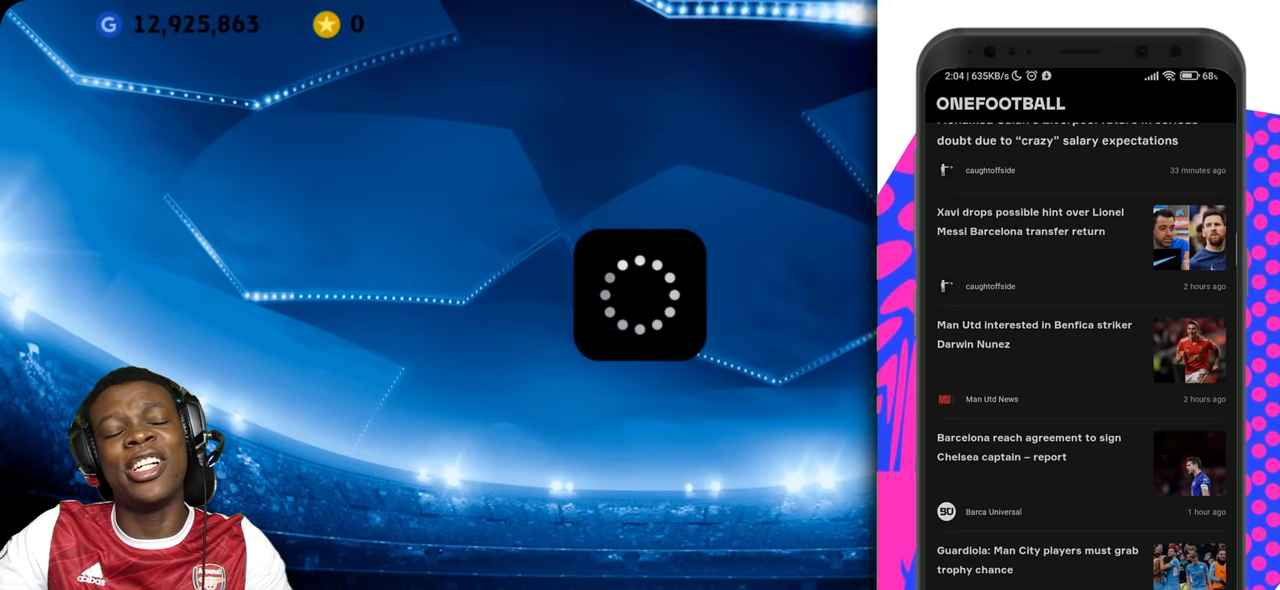 G 12,925,863 0
adidas
Arsenal
2:04 | 635KB/s 68%
ONEFOOTBALL
doubt due to “crazy” salary expectations
caughtoffside 33 minutes ago
Xavi drops possible hint over Lionel
Messi Barcelona transfer return
caughtoffside 2 hours ago
Man Utd interested in Benfica striker
Darwin Nunez
MU Man Utd News 2 hours ago
Barcelona reach agreement to sign
Chelsea captain – report
BU Barca Universal 1 hour ago
Guardiola: Man City players must grab
trophy chance